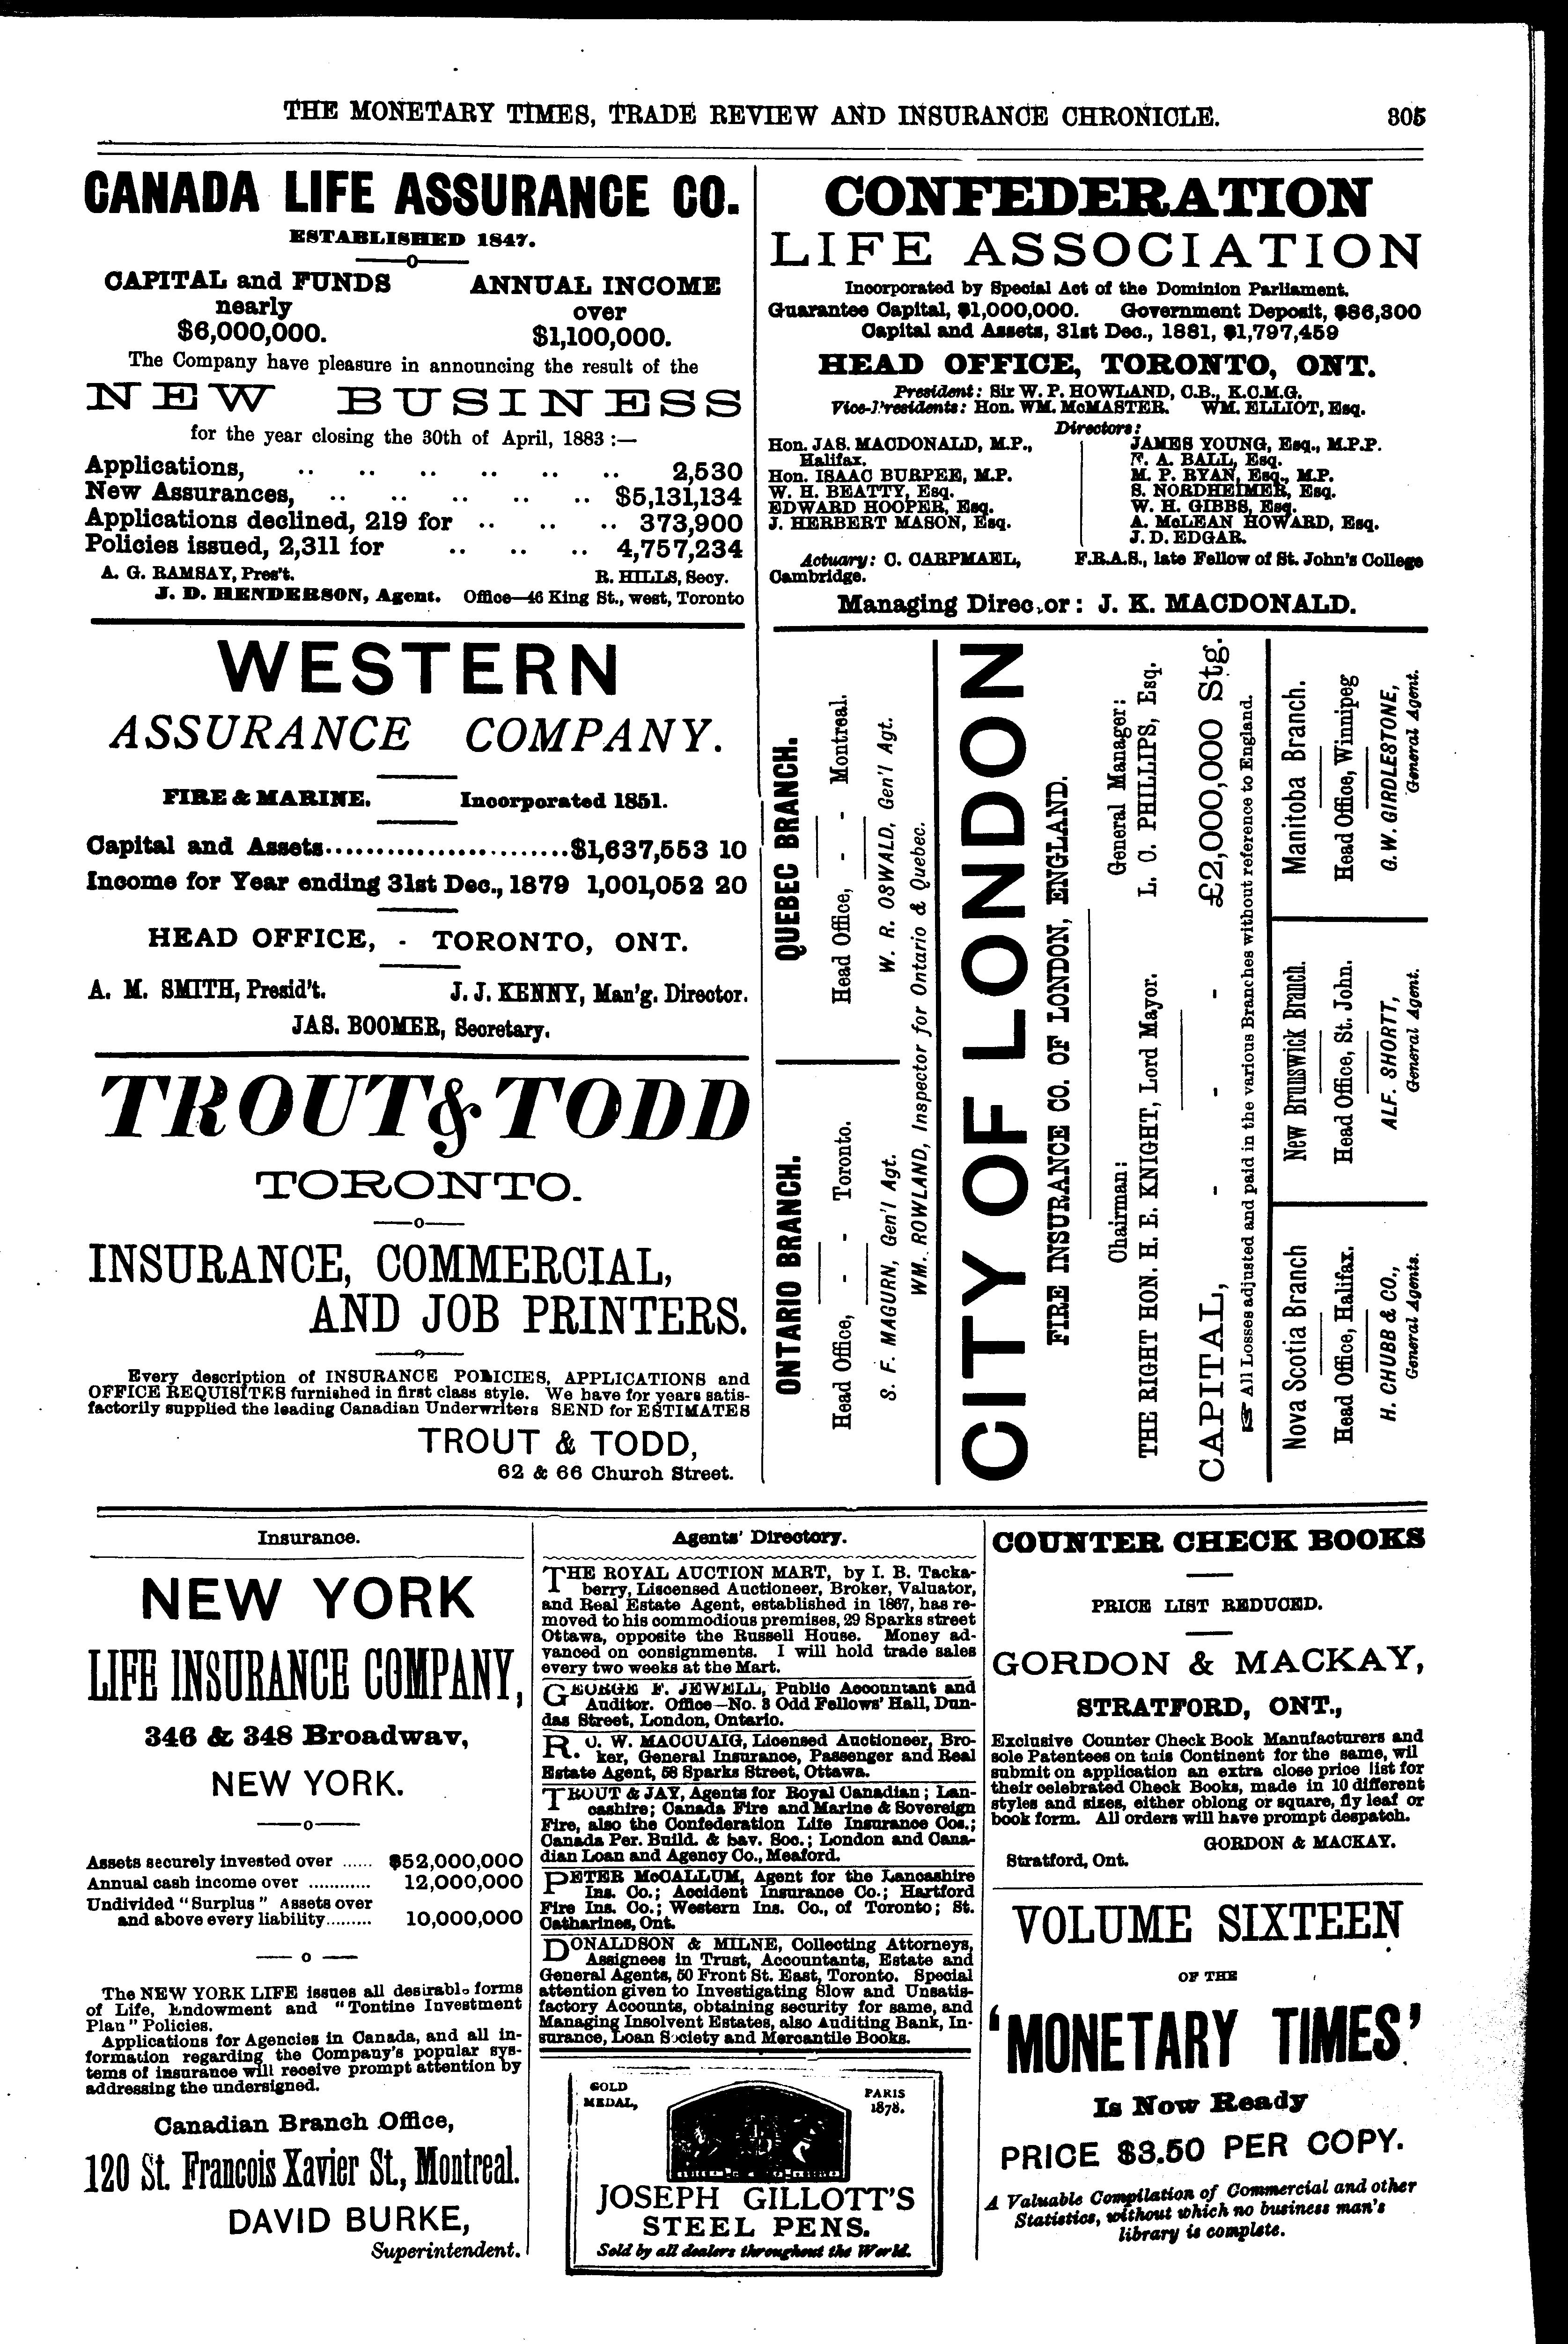 THE MONETARY TIMES, TRADE REVIEW AND INSURANCE CHRONICLE. 305
CANADA LIFE ASSURANCE CO.
ESTABLISHED 1847.
CAPITAL and FUNDS
nearly
$6,000,000.
ANNUAL INCOME
over
$1,100,000.
The Company have pleasure in announcing the result of the
NEW BUSINESS
for the year closing the 30th of April, 1883 :—
Applications, .. .. .. .. .. .. 2,530
New Assurances, .. .. .. .. .. $5,131,134
Applications declined, 219 for .. .. .. 373,900
Policies issued, 2,311 for .. .. .. 4,757,234
A. G. RAMSAY, Pres't. R. HILLS, Secy.
J. D. HENDERSON, Agent. Office—46 King St., west, Toronto
WESTERN
ASSURANCE COMPANY.
FIRE & MARINE. Incorporated 1851.
Capital and Assets..........................$1,637,553 10
Income for Year ending 31st Dec., 1879 1,001,052 20
HEAD OFFICE, - TORONTO, ONT.
A. M. SMITH, Presid't. J. J. KENNY, Man'g. Director.
JAS. BOOMER, Secretary.
TROUT & TODD
TORONTO.
INSURANCE, COMMERCIAL,
AND JOB PRINTERS.
Every description of INSURANCE POLICIES, APPLICATIONS and
OFFICE REQUISITES furnished in first class style. We have for years satis-
factorily supplied the leading Canadian Underwriters SEND for ESTIMATES
TROUT & TODD,
62 & 66 Church Street.
CONFEDERATION
LIFE ASSOCIATION
Incorporated by Special Act of the Dominion Parliament.
Guarantee Capital, $1,000,000. Government Deposit, $86,300
Capital and Assets, 31st Dec., 1881, $1,797,459
HEAD OFFICE, TORONTO, ONT.
President: Sir W. P. HOWLAND, C.B., K.C.M.G.
Vice-Presidents: Hon. WM. McMASTER. WM. ELLIOT, Esq.
Directors:
Hon. JAS. MACDONALD, M.P.,
Halifax.
Hon. ISAAC BURPEE, M.P.
W. H. BEATTY, Esq.
EDWARD HOOPER, Esq.
J. HERBERT MASON, Esq.
JAMES YOUNG, Esq., M.P.P.
F. A. BALL, Esq.
M. P. RYAN, Esq., M.P.
S. NORDHEIMER, Esq.
W. H. GIBBS, Esq.
A. McLEAN HOWARD, Esq.
J. D. EDGAR.
Actuary: C. CARPMAEL, F.R.A.S., late Fellow of St. John's College
Cambridge.
Managing Direc.or: J. K. MACDONALD.
ONTARIO BRANCH.
Head Office, - - Toronto.
S. F. MAGURN, Gen'l Agt.
QUEBEC BRANCH.
Head Office, - - Montreal.
W. R. OSWALD, Gen'l Agt.
WM. ROWLAND, Inspector for Ontario & Quebec.
CITY OF LONDON
FIRE INSURANCE CO. OF LONDON, ENGLAND.
Chairman: General Manager:
THE RIGHT HON. H. E. KNIGHT, Lord Mayor. L. O. PHILLIPS, Esq.
CAPITAL, - - - £2,000,000 Stg.
☞ All Losses adjusted and paid in the various Branches without reference to England.
Nova Scotia Branch
Head Office, Halifax.
H. CHUBB & CO.,
General Agents.
New Brunswick Branch.
Head Office, St. John.
ALF. SHORTT,
General Agent.
Manitoba Branch.
Head Office, Winnipeg
G. W. GIRDLESTONE,
General Agent.
Insurance.
NEW YORK
LIFE INSURANCE COMPANY,
346 & 348 Broadway,
NEW YORK.
Assets securely invested over ...... $52,000,000
Annual cash income over ............ 12,000,000
Undivided "Surplus" Assets over
and above every liability......... 10,000,000
The NEW YORK LIFE issues all desirable forms
of Life, Endowment and "Tontine Investment
Plan" Policies.
Applications for Agencies in Canada, and all in-
formation regarding the Company's popular sys-
tems of insurance will receive prompt attention by
addressing the undersigned.
Canadian Branch Office,
120 St. Francois Xavier St., Montreal.
DAVID BURKE,
Superintendent.
Agents' Directory.
THE ROYAL AUCTION MART, by I. B. Tacka-
berry, Liscensed Auctioneer, Broker, Valuator,
and Real Estate Agent, established in 1867, has re-
moved to his commodious premises, 29 Sparks street
Ottawa, opposite the Russell House. Money ad-
vanced on consignments. I will hold trade sales
every two weeks at the Mart.
GEORGE F. JEWELL, Public Accountant and
Auditor. Office—No. 3 Odd Fellows' Hall, Dun-
das Street, London, Ontario.
R. C. W. MACCUAIG, Licensed Auctioneer, Bro-
ker, General Insurance, Passenger and Real
Estate Agent, 58 Sparks Street, Ottawa.
TROUT & JAY, Agents for Royal Canadian; Lan-
cashire; Canada Fire and Marine & Sovereign
Fire, also the Confederation Life Insurance Cos.;
Canada Per. Build. & Sav. Soc.; London and Cana-
dian Loan and Agency Co., Meaford.
PETER McCALLUM, Agent for the Lancashire
Ins. Co.; Accident Insurance Co.; Hartford
Fire Ins. Co.; Western Ins. Co., of Toronto; St.
Catharines, Ont.
DONALDSON & MILNE, Collecting Attorneys,
Assignees in Trust, Accountants, Estate and
General Agents, 50 Front St. East, Toronto. Special
attention given to Investigating Slow and Unsatis-
factory Accounts, obtaining security for same, and
Managing Insolvent Estates, also Auditing Bank, In-
surance, Loan Society and Mercantile Books.
GOLD
MEDAL,
PARIS
1878.
JOSEPH GILLOTT'S
STEEL PENS.
Sold by all dealers throughout the World.
COUNTER CHECK BOOKS
PRICE LIST REDUCED.
GORDON & MACKAY,
STRATFORD, ONT.,
Exclusive Counter Check Book Manufacturers and
sole Patentees on this Continent for the same, wil
submit on application an extra close price list for
their celebrated Check Books, made in 10 different
styles and sizes, either oblong or square, fly leaf or
book form. All orders will have prompt despatch.
GORDON & MACKAY.
Stratford, Ont.
VOLUME SIXTEEN
OF THE
'MONETARY TIMES'
Is Now Ready
PRICE $3.50 PER COPY.
A Valuable Compilation of Commercial and other
Statistics, without which no business man's
library is complete.